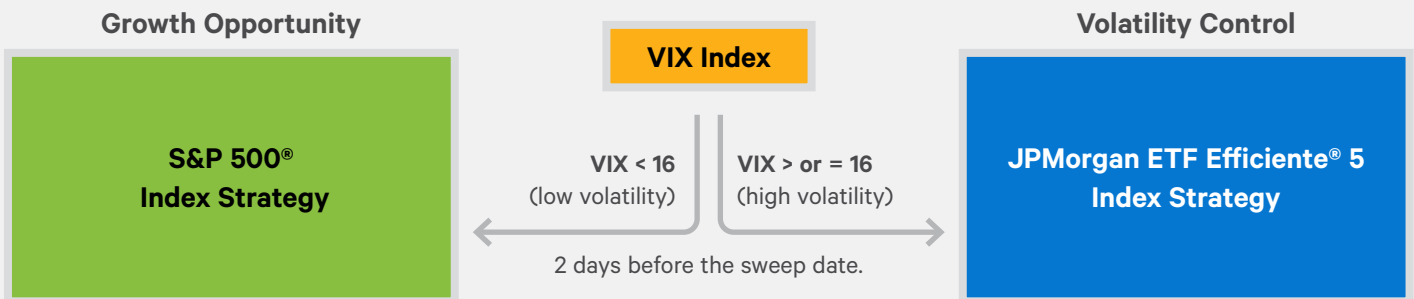 Growth Opportunity
VIX Index
Volatility Control
S&P 500®
Index Strategy
VIX < 16
(low volatility)
VIX > or = 16
(high volatility)
JPMorgan ETF Efficiente® 5
Index Strategy
2 days before the sweep date.